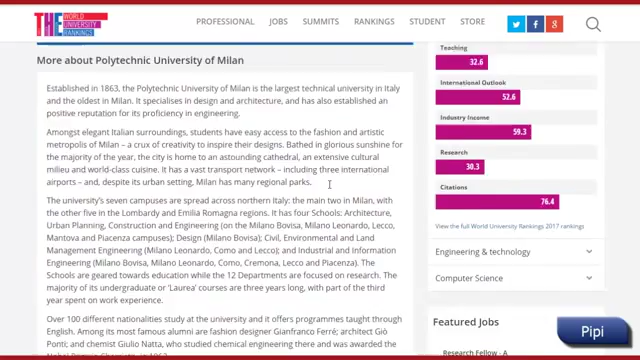 THE
WORLD
UNIVERSITY
RANKINGS
PROFESSIONAL JOBS SUMMITS RANKINGS STUDENT STORE
More about Polytechnic University of Milan
Established in 1863, the Polytechnic University of Milan is the largest technical university in Italy
and the oldest in Milan. It specialises in design and architecture, and has also established an
positive reputation for its proficiency in engineering.
Amongst elegant Italian surroundings, students have easy access to the fashion and artistic
metropolis of Milan – a crux of creativity to inspire their designs. Bathed in glorious sunshine for
the majority of the year, the city is home to an astounding cathedral, an extensive cultural
milieu and world-class cuisine. It has a vast transport network – including three international
airports – and, despite its urban setting, Milan has many regional parks.
The university's seven campuses are spread across northern Italy: the main two in Milan, with
the other five in the Lombardy and Emilia Romagna regions. It has four Schools: Architecture,
Urban Planning, Construction and Engineering (on the Milano Bovisa, Milano Leonardo, Lecco,
Mantova and Piacenza campuses); Design (Milano Bovisa); Civil, Environmental and Land
Management Engineering (Milano Leonardo, Como and Lecco); and Industrial and Information
Engineering (Milano Bovisa, Milano Leonardo, Como, Cremona, Lecco and Piacenza). The
Schools are geared towards education while the 12 Departments are focused on research. The
majority of its undergraduate or 'Laurea' courses are three years long, with part of the third
year spent on work experience.
Over 100 different nationalities study at the university and it offers programmes taught through
English. Among its most famous alumni are fashion designer Gianfranco Ferré; architect Giò
Ponti; and chemist Giulio Natta, who studied chemical engineering there and was awarded the
Nobel Prize in Chemistry in 1963.
Teaching
32.6
International Outlook
52.6
Industry Income
59.3
Research
30.3
Citations
76.4
View the full World University Rankings 2017 rankings
Engineering & technology
Computer Science
Featured Jobs
Research Fellow - A
Pipi